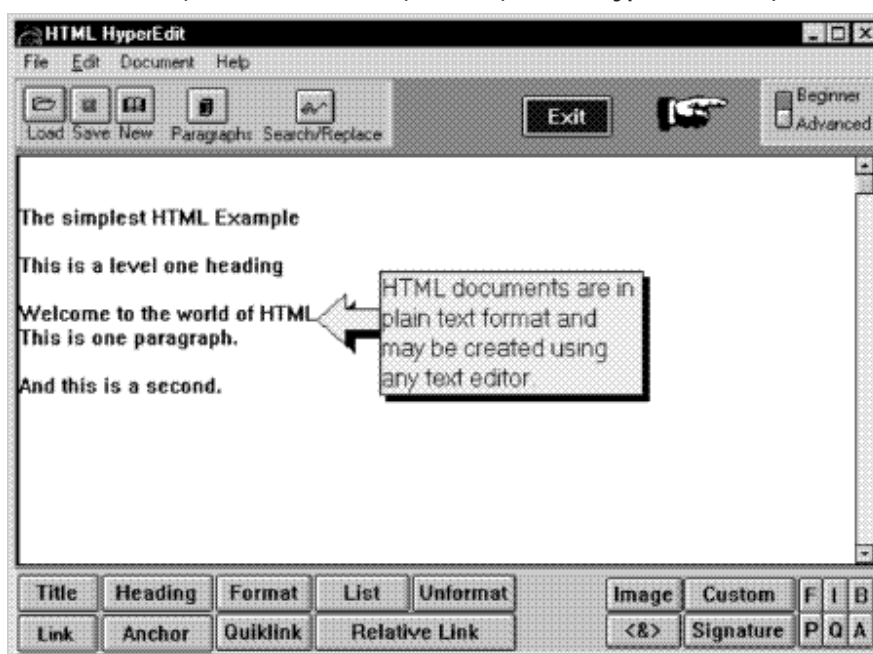 HTML HyperEdit
File Edit Document Help
Load Save New Paragraphs Search/Replace
Exit
Beginner
Advanced
The simplest HTML Example
This is a level one heading
Welcome to the world of HTML
This is one paragraph.
And this is a second.
HTML documents are in
plain text format and
may be created using
any text editor.
Title Heading Format List Unformat Image Custom F I B
Link Anchor Quiklink Relative Link <&> Signature P Q A